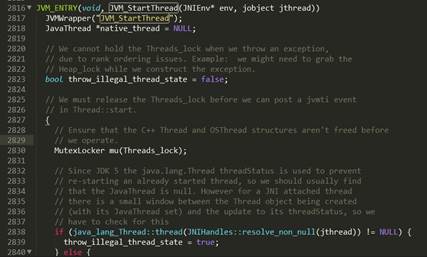 2816 JVM_ENTRY(void, JVM_StartThread(JNIEnv* env, jobject jthread))
2817 JVMWrapper("JVM_StartThread");
2818 JavaThread *native_thread = NULL;
2819
2820 // We cannot hold the Threads_lock when we throw an exception,
2821 // due to rank ordering issues. Example: we might need to grab the
2822 // Heap_lock while we construct the exception.
2823 bool throw_illegal_thread_state = false;
2824
2825 // We must release the Threads_lock before we can post a jvmti event
2826 // in Thread::start.
2827 {
2828 // Ensure that the C++ Thread and OSThread structures aren't freed before
2829 // we operate.
2830 MutexLocker mu(Threads_lock);
2831
2832 // Since JDK 5 the java.lang.Thread threadStatus is used to prevent
2833 // re-starting an already started thread, so we should usually find
2834 // that the JavaThread is null. However for a JNI attached thread
2835 // there is a small window between the Thread object being created
2836 // (with its JavaThread set) and the update to its threadStatus, so we
2837 // have to check for this
2838 if (java_lang_Thread::thread(JNIHandles::resolve_non_null(jthread)) != NULL) {
2839 throw_illegal_thread_state = true;
2840 } else {